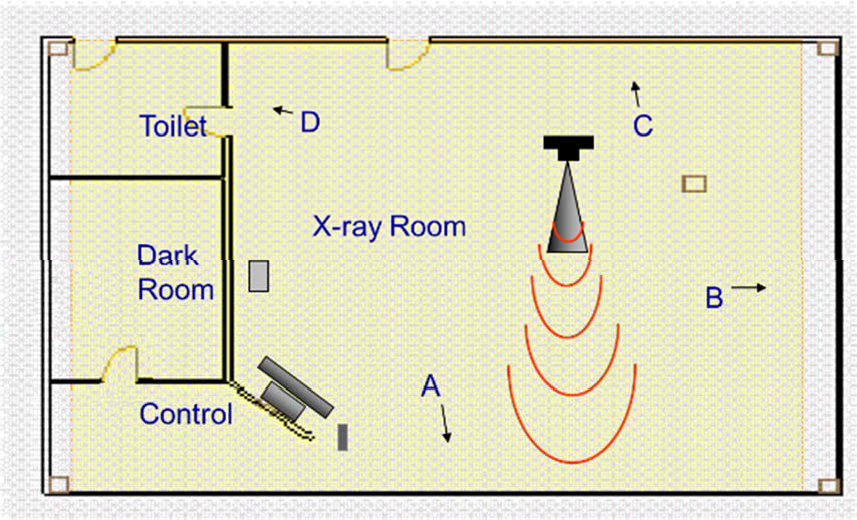 D
C
Toilet
X-ray Room
Dark
Room
B
A
Control